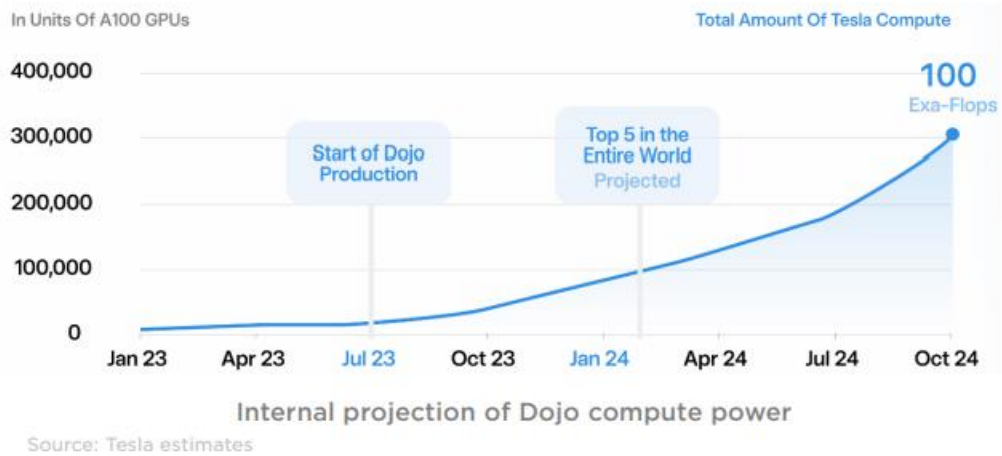 In Units Of A100 GPUs
Total Amount Of Tesla Compute
400,000
300,000
200,000
100,000
0
100
Exa-Flops
Start of Dojo
Production
Top 5 in the
Entire World
Projected
Jan 23
Apr 23
Jul 23
Oct 23
Jan 24
Apr 24
Jul 24
Oct 24
Internal projection of Dojo compute power
Source: Tesla estimates